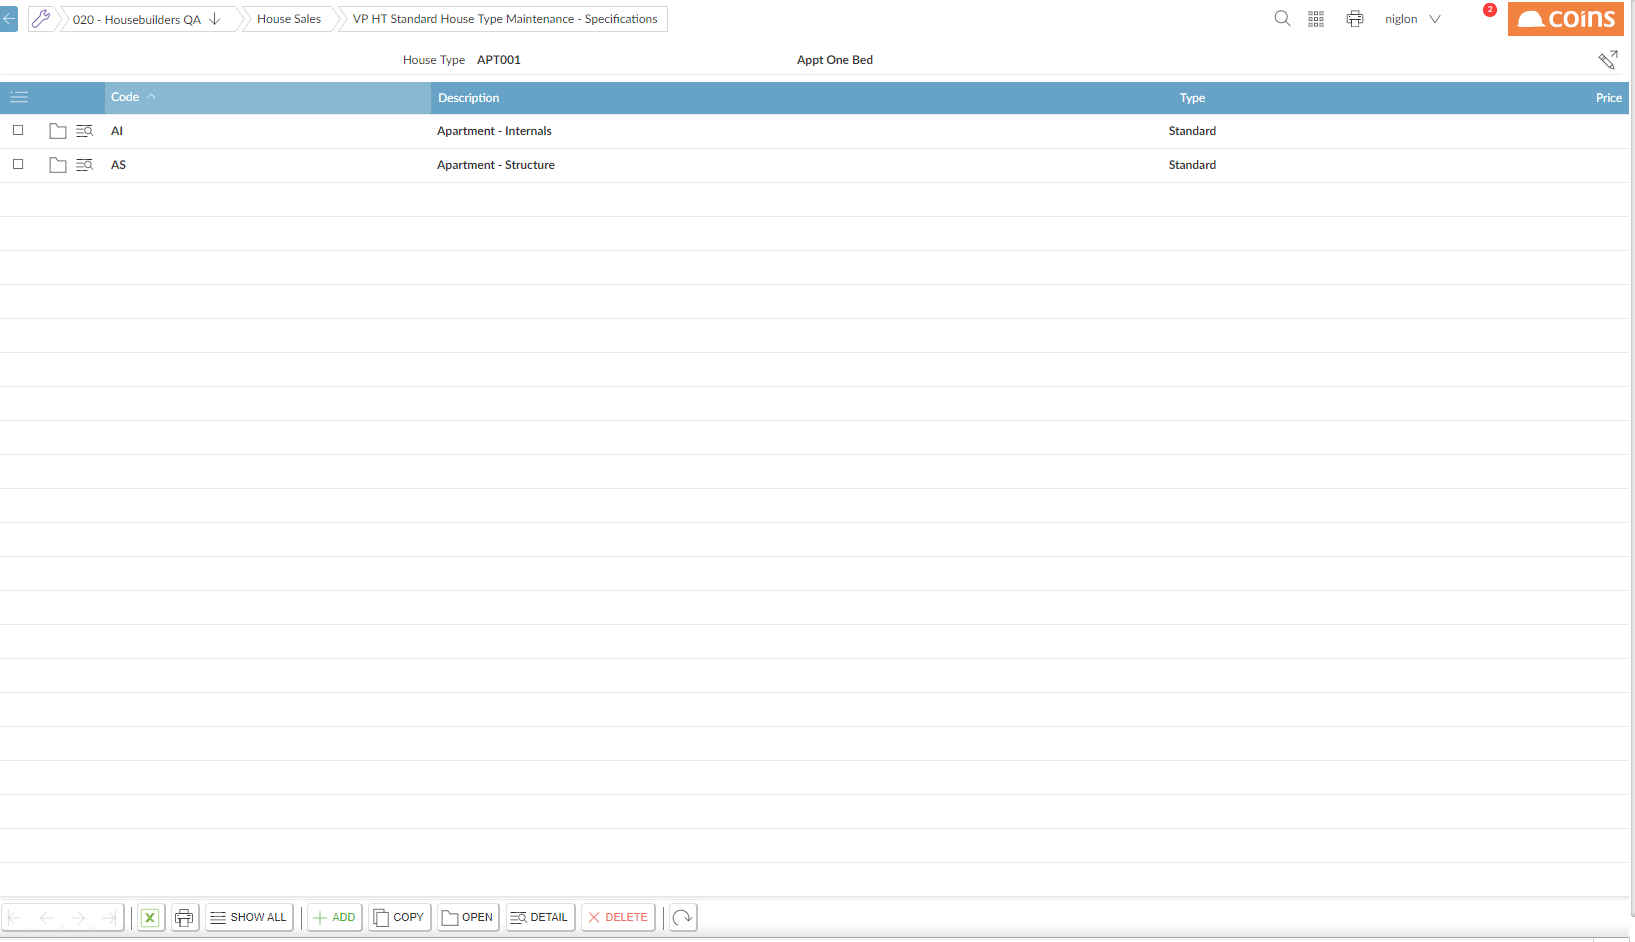 020 - Housebuilders QA House Sales VP HT Standard House Type Maintenance - Specifications niglon 2 coins
House Type APT001 Appt One Bed
Code Description Type Price
AI Apartment - Internals Standard
AS Apartment - Structure Standard
X SHOW ALL ADD COPY OPEN DETAIL DELETE